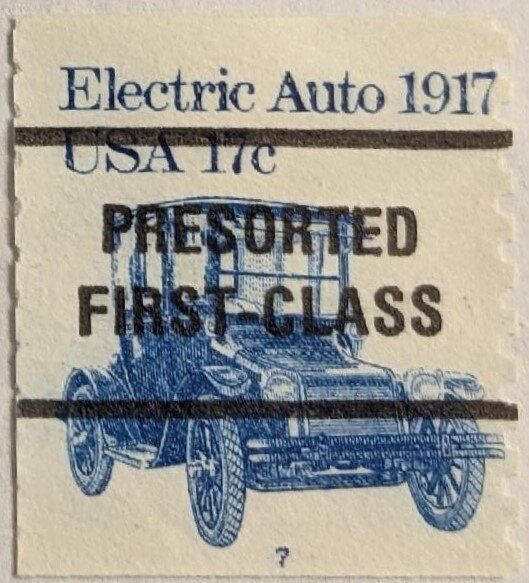 Electric Auto 1917
USA 17c
PRESORTED
FIRST-CLASS
7